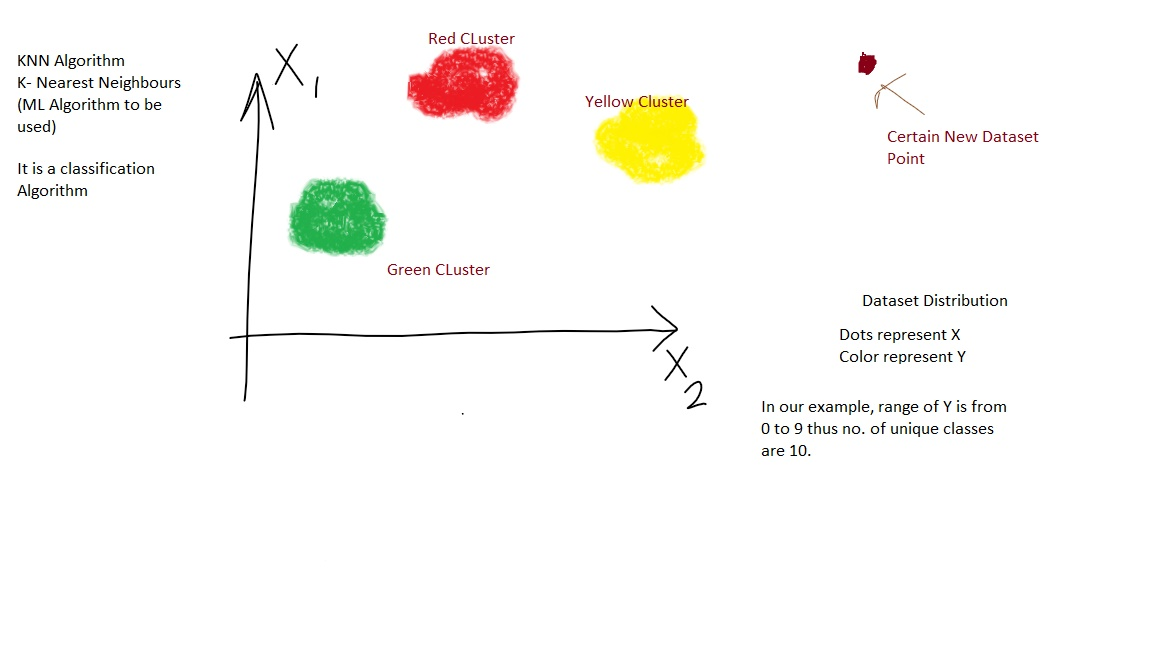 KNN Algorithm
K- Nearest Neighbours
(ML Algorithm to be
used)
It is a classification
Algorithm
X1
Red CLuster
Yellow Cluster
Green CLuster
X2
Certain New Dataset
Point
Dataset Distribution
Dots represent X
Color represent Y
In our example, range of Y is from
0 to 9 thus no. of unique classes
are 10.